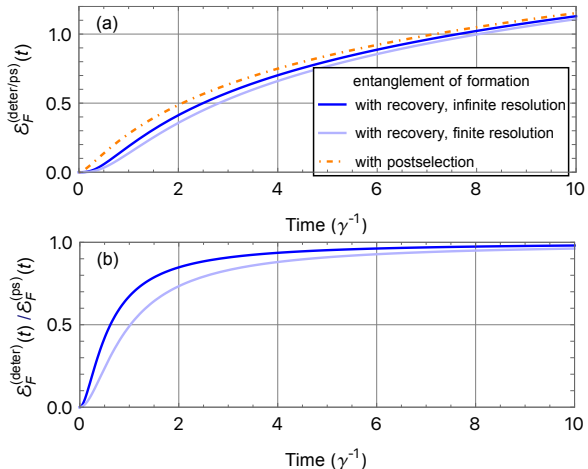 (a)
ℰ_F^(deter/ps)(t)
1.0
0.5
0.0
entanglement of formation
with recovery, infinite resolution
with recovery, finite resolution
with postselection
0 2 4 6 8 10
Time (γ⁻¹)
(b)
ℰ_F^(deter)(t) / ℰ_F^(ps)(t)
1.0
0.5
0.0
0 2 4 6 8 10
Time (γ⁻¹)